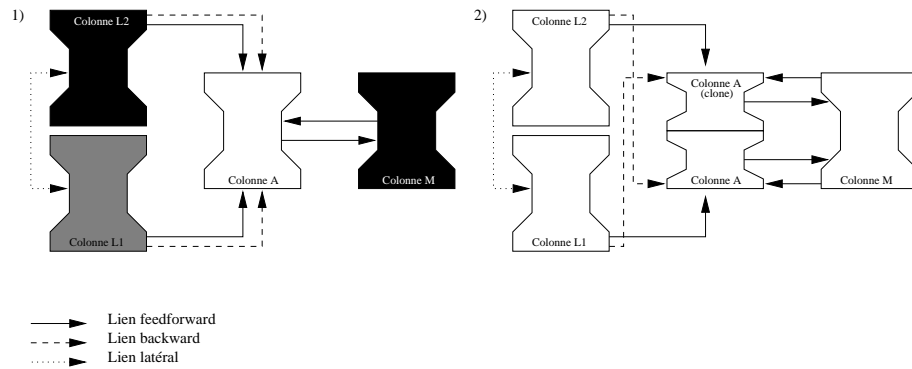 1)
Colonne L2
Colonne A
Colonne M
Colonne L1
2)
Colonne L2
Colonne A
(clone)
Colonne A
Colonne M
Colonne L1
Lien feedforward
Lien backward
Lien latéral